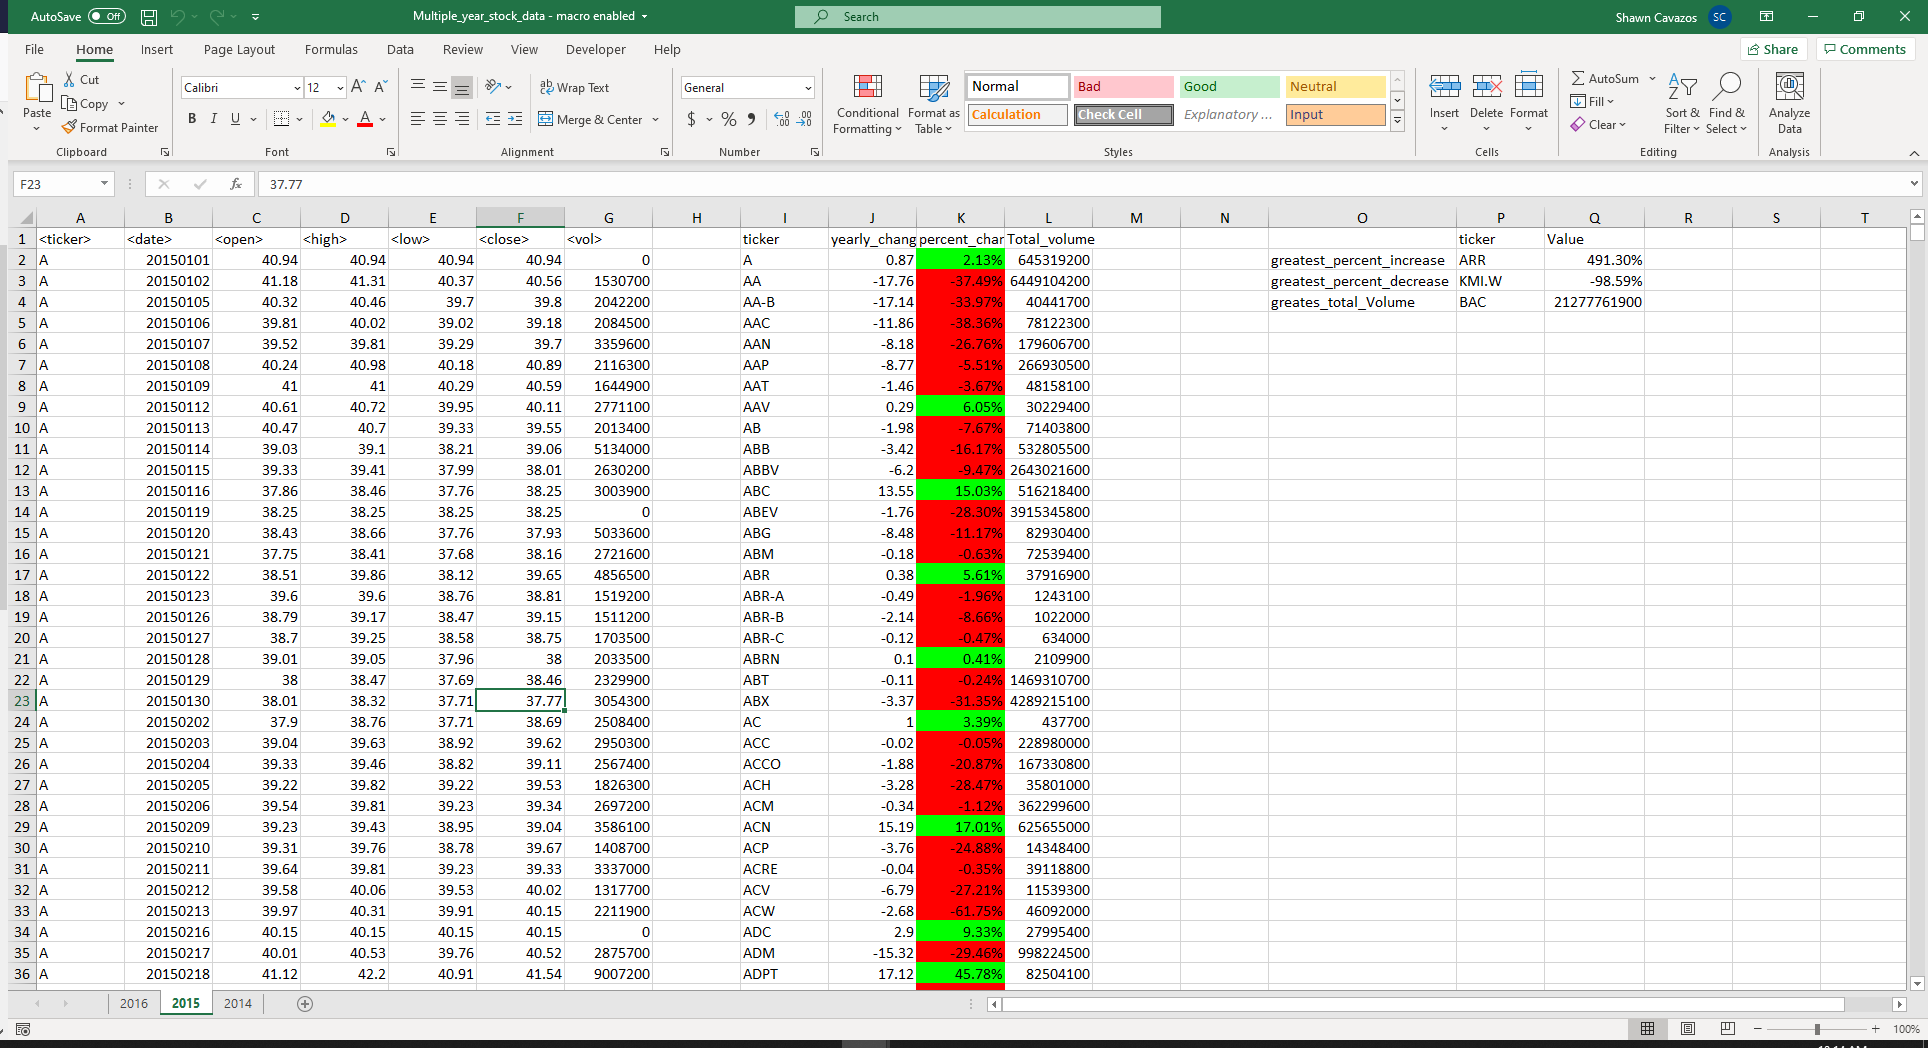 AutoSave Off Multiple_year_stock_data - macro enabled Search Shawn Cavazos SC
File Home Insert Page Layout Formulas Data Review View Developer Help Share Comments
Paste Cut Copy Format Painter
Calibri 12 A A B I U A
Wrap Text Merge & Center
General $ % 9
Conditional Formatting Format as Table
Normal Bad Good Neutral
Calculation Check Cell Explanatory ... Input
Insert Delete Format
AutoSum Fill Clear Sort & Filter Find & Select
Analyze Data
Clipboard Font Alignment Number Styles Cells Editing Analysis
F23 fx 37.77
A B C D E F G H I J K L M N O P Q R S T
1 <ticker> <date> <open> <high> <low> <close> <vol> ticker yearly_chang percent_char Total_volume ticker Value
2 A 20150101 40.94 40.94 40.94 40.94 0 A 0.87 2.13% 645319200 greatest_percent_increase ARR 491.30%
3 A 20150102 41.18 41.31 40.37 40.56 1530700 AA -17.76 -37.49% 6449104200 greatest_percent_decrease KMI.W -98.59%
4 A 20150105 40.32 40.46 39.7 39.8 2042200 AA-B -17.14 -33.97% 40441700 greates_total_Volume BAC 21277761900
5 A 20150106 39.81 40.02 39.02 39.18 2084500 AAC -11.86 -38.36% 78122300
6 A 20150107 39.52 39.81 39.29 39.7 3359600 AAN -8.18 -26.76% 179606700
7 A 20150108 40.24 40.98 40.18 40.89 2116300 AAP -8.77 -5.51% 266930500
8 A 20150109 41 41 40.29 40.59 1644900 AAT -1.46 -3.67% 48158100
9 A 20150112 40.61 40.72 39.95 40.11 2771100 AAV 0.29 6.05% 30229400
10 A 20150113 40.47 40.7 39.33 39.55 2013400 AB -1.98 -7.67% 71403800
11 A 20150114 39.03 39.1 38.21 39.06 5134000 ABB -3.42 -16.17% 532805500
12 A 20150115 39.33 39.41 37.99 38.01 2630200 ABBV -6.2 -9.47% 2643021600
13 A 20150116 37.86 38.46 37.76 38.25 3003900 ABC 13.55 15.03% 516218400
14 A 20150119 38.25 38.25 38.25 38.25 0 ABEV -1.76 -28.30% 3915345800
15 A 20150120 38.43 38.66 37.76 37.93 5033600 ABG -8.48 -11.17% 82930400
16 A 20150121 37.75 38.41 37.68 38.16 2721600 ABM -0.18 -0.63% 72539400
17 A 20150122 38.51 39.86 38.12 39.65 4856500 ABR 0.38 5.61% 37916900
18 A 20150123 39.6 39.6 38.76 38.81 1519200 ABR-A -0.49 -1.96% 1243100
19 A 20150126 38.79 39.17 38.47 39.15 1511200 ABR-B -2.14 -8.66% 1022000
20 A 20150127 38.7 39.25 38.58 38.75 1703500 ABR-C -0.12 -0.47% 634000
21 A 20150128 39.01 39.05 37.96 38 2033500 ABRN 0.1 0.41% 2109900
22 A 20150129 38 38.47 37.69 38.46 2329900 ABT -0.11 -0.24% 1469310700
23 A 20150130 38.01 38.32 37.71 37.77 3054300 ABX -3.37 -31.35% 4289215100
24 A 20150202 37.9 38.76 37.71 38.69 2508400 AC 1 3.39% 437700
25 A 20150203 39.04 39.63 38.92 39.62 2950300 ACC -0.02 -0.05% 228980000
26 A 20150204 39.33 39.46 38.82 39.11 2567400 ACCO -1.88 -20.87% 167330800
27 A 20150205 39.22 39.82 39.22 39.53 1826300 ACH -3.28 -28.47% 35801000
28 A 20150206 39.54 39.81 39.23 39.34 2697200 ACM -0.34 -1.12% 362299600
29 A 20150209 39.23 39.43 38.95 39.04 3586100 ACN 15.19 17.01% 625655000
30 A 20150210 39.31 39.76 38.78 39.67 1408700 ACP -3.76 -24.88% 14348400
31 A 20150211 39.64 39.81 39.23 39.33 3337000 ACRE -0.04 -0.35% 39118800
32 A 20150212 39.58 40.06 39.53 40.02 1317700 ACV -6.79 -27.21% 11539300
33 A 20150213 39.97 40.31 39.91 40.15 2211900 ACW -2.68 -61.75% 46092000
34 A 20150216 40.15 40.15 40.15 40.15 0 ADC 2.9 9.33% 27995400
35 A 20150217 40.01 40.53 39.76 40.52 2875700 ADM -15.32 -29.46% 998224500
36 A 20150218 41.12 42.2 40.91 41.54 9007200 ADPT 17.12 45.78% 82504100
2016 2015 2014
100%